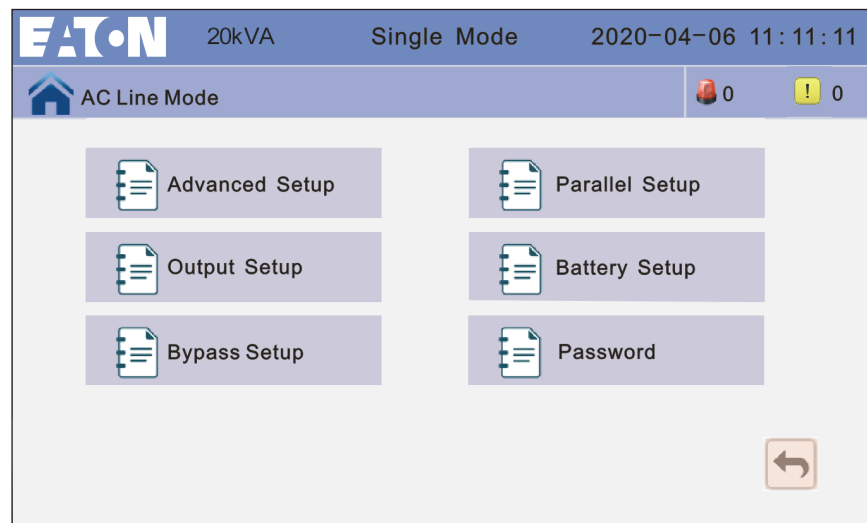 EATON 20kVA Single Mode 2020-04-06 11:11:11
AC Line Mode 0 ! 0
Advanced Setup
Parallel Setup
Output Setup
Battery Setup
Bypass Setup
Password